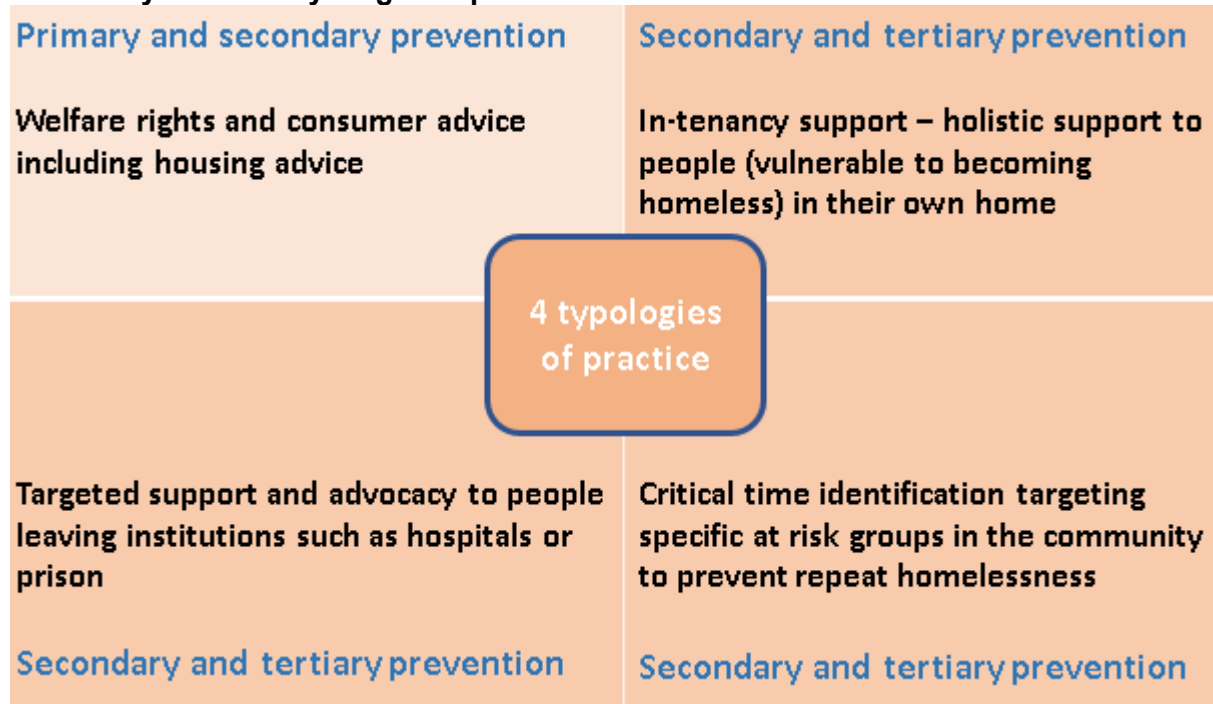 Primary and secondary prevention
Welfare rights and consumer advice
including housing advice
Secondary and tertiary prevention
In-tenancy support – holistic support to
people (vulnerable to becoming
homeless) in their own home
4 typologies
of practice
Targeted support and advocacy to people
leaving institutions such as hospitals or
prison
Secondary and tertiary prevention
Critical time identification targeting
specific at risk groups in the community
to prevent repeat homelessness
Secondary and tertiary prevention